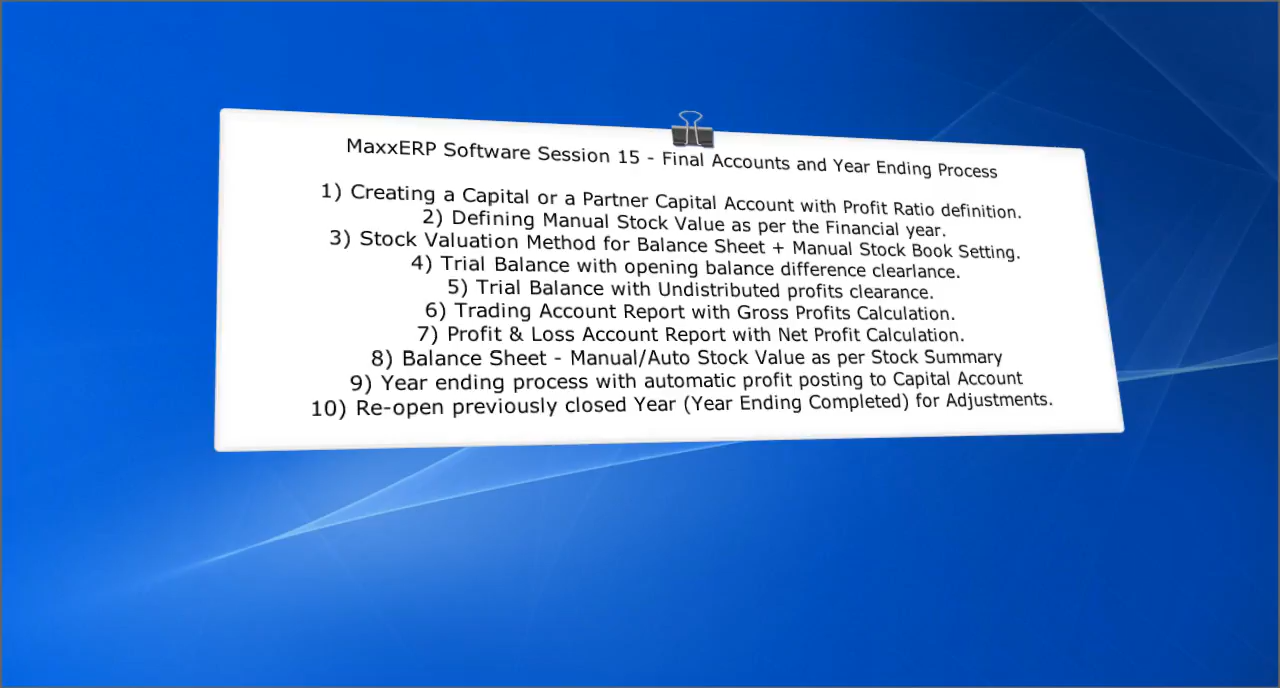 MaxxERP Software Session 15 - Final Accounts and Year Ending Process
1) Creating a Capital or a Partner Capital Account with Profit Ratio definition.
2) Defining Manual Stock Value as per the Financial year.
3) Stock Valuation Method for Balance Sheet + Manual Stock Book Setting.
4) Trial Balance with opening balance difference clearlance.
5) Trial Balance with Undistributed profits clearance.
6) Trading Account Report with Gross Profits Calculation.
7) Profit & Loss Account Report with Net Profit Calculation.
8) Balance Sheet - Manual/Auto Stock Value as per Stock Summary
9) Year ending process with automatic profit posting to Capital Account
10) Re-open previously closed Year (Year Ending Completed) for Adjustments.